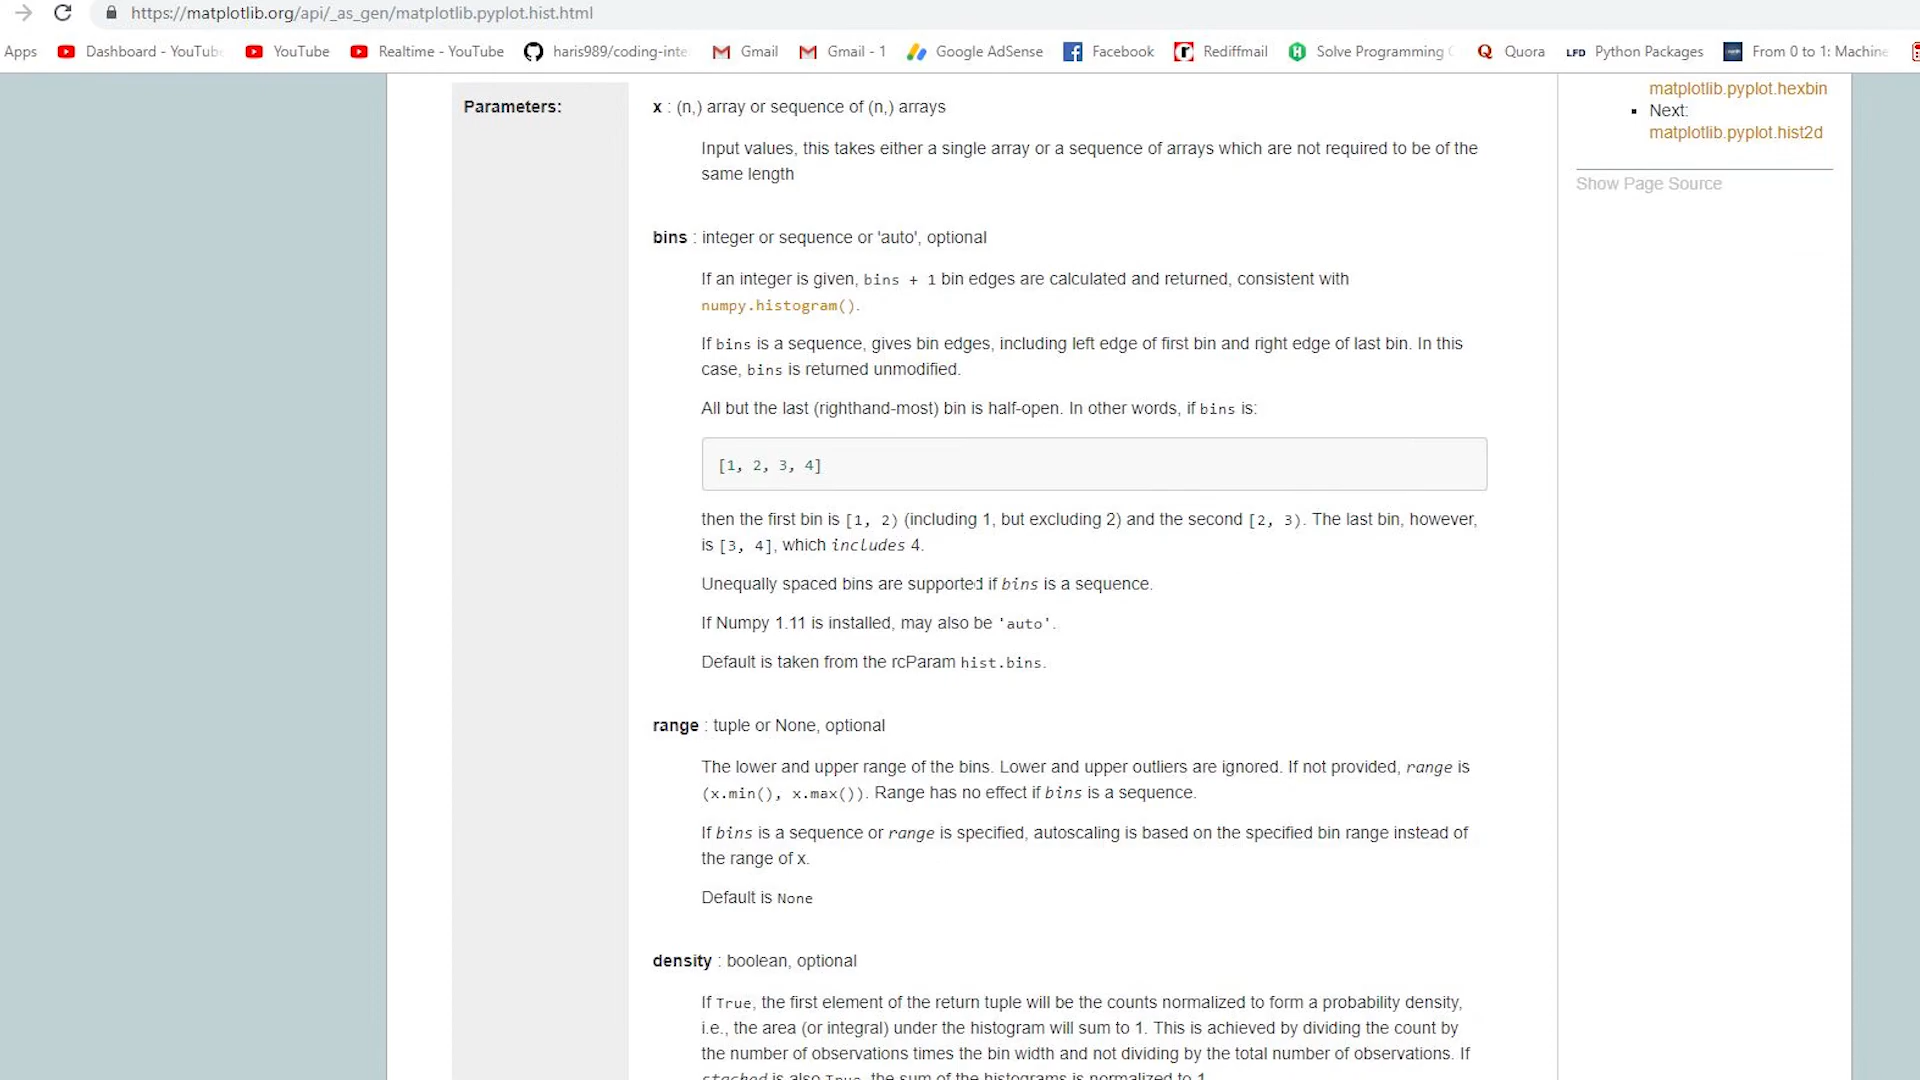 https://matplotlib.org/api/_as_gen/matplotlib.pyplot.hist.html
Apps Dashboard - YouTub YouTube Realtime - YouTube haris989/coding-inte Gmail Gmail - 1 Google AdSense Facebook Rediffmail Solve Programming Quora LFD Python Packages From 0 to 1: Machine
Parameters:
x : (n,) array or sequence of (n,) arrays
Input values, this takes either a single array or a sequence of arrays which are not required to be of the
same length
bins : integer or sequence or 'auto', optional
If an integer is given, bins + 1 bin edges are calculated and returned, consistent with
numpy.histogram().
If bins is a sequence, gives bin edges, including left edge of first bin and right edge of last bin. In this
case, bins is returned unmodified.
All but the last (righthand-most) bin is half-open. In other words, if bins is:
[1, 2, 3, 4]
then the first bin is [1, 2) (including 1, but excluding 2) and the second [2, 3). The last bin, however,
is [3, 4], which includes 4.
Unequally spaced bins are supported if bins is a sequence.
If Numpy 1.11 is installed, may also be 'auto'.
Default is taken from the rcParam hist.bins.
range : tuple or None, optional
The lower and upper range of the bins. Lower and upper outliers are ignored. If not provided, range is
(x.min(), x.max()). Range has no effect if bins is a sequence.
If bins is a sequence or range is specified, autoscaling is based on the specified bin range instead of
the range of x.
Default is None
density : boolean, optional
If True, the first element of the return tuple will be the counts normalized to form a probability density,
i.e., the area (or integral) under the histogram will sum to 1. This is achieved by dividing the count by
the number of observations times the bin width and not dividing by the total number of observations. If
stacked is also True, the sum of the histograms is normalized to 1.
matplotlib.pyplot.hexbin
Next:
matplotlib.pyplot.hist2d
Show Page Source